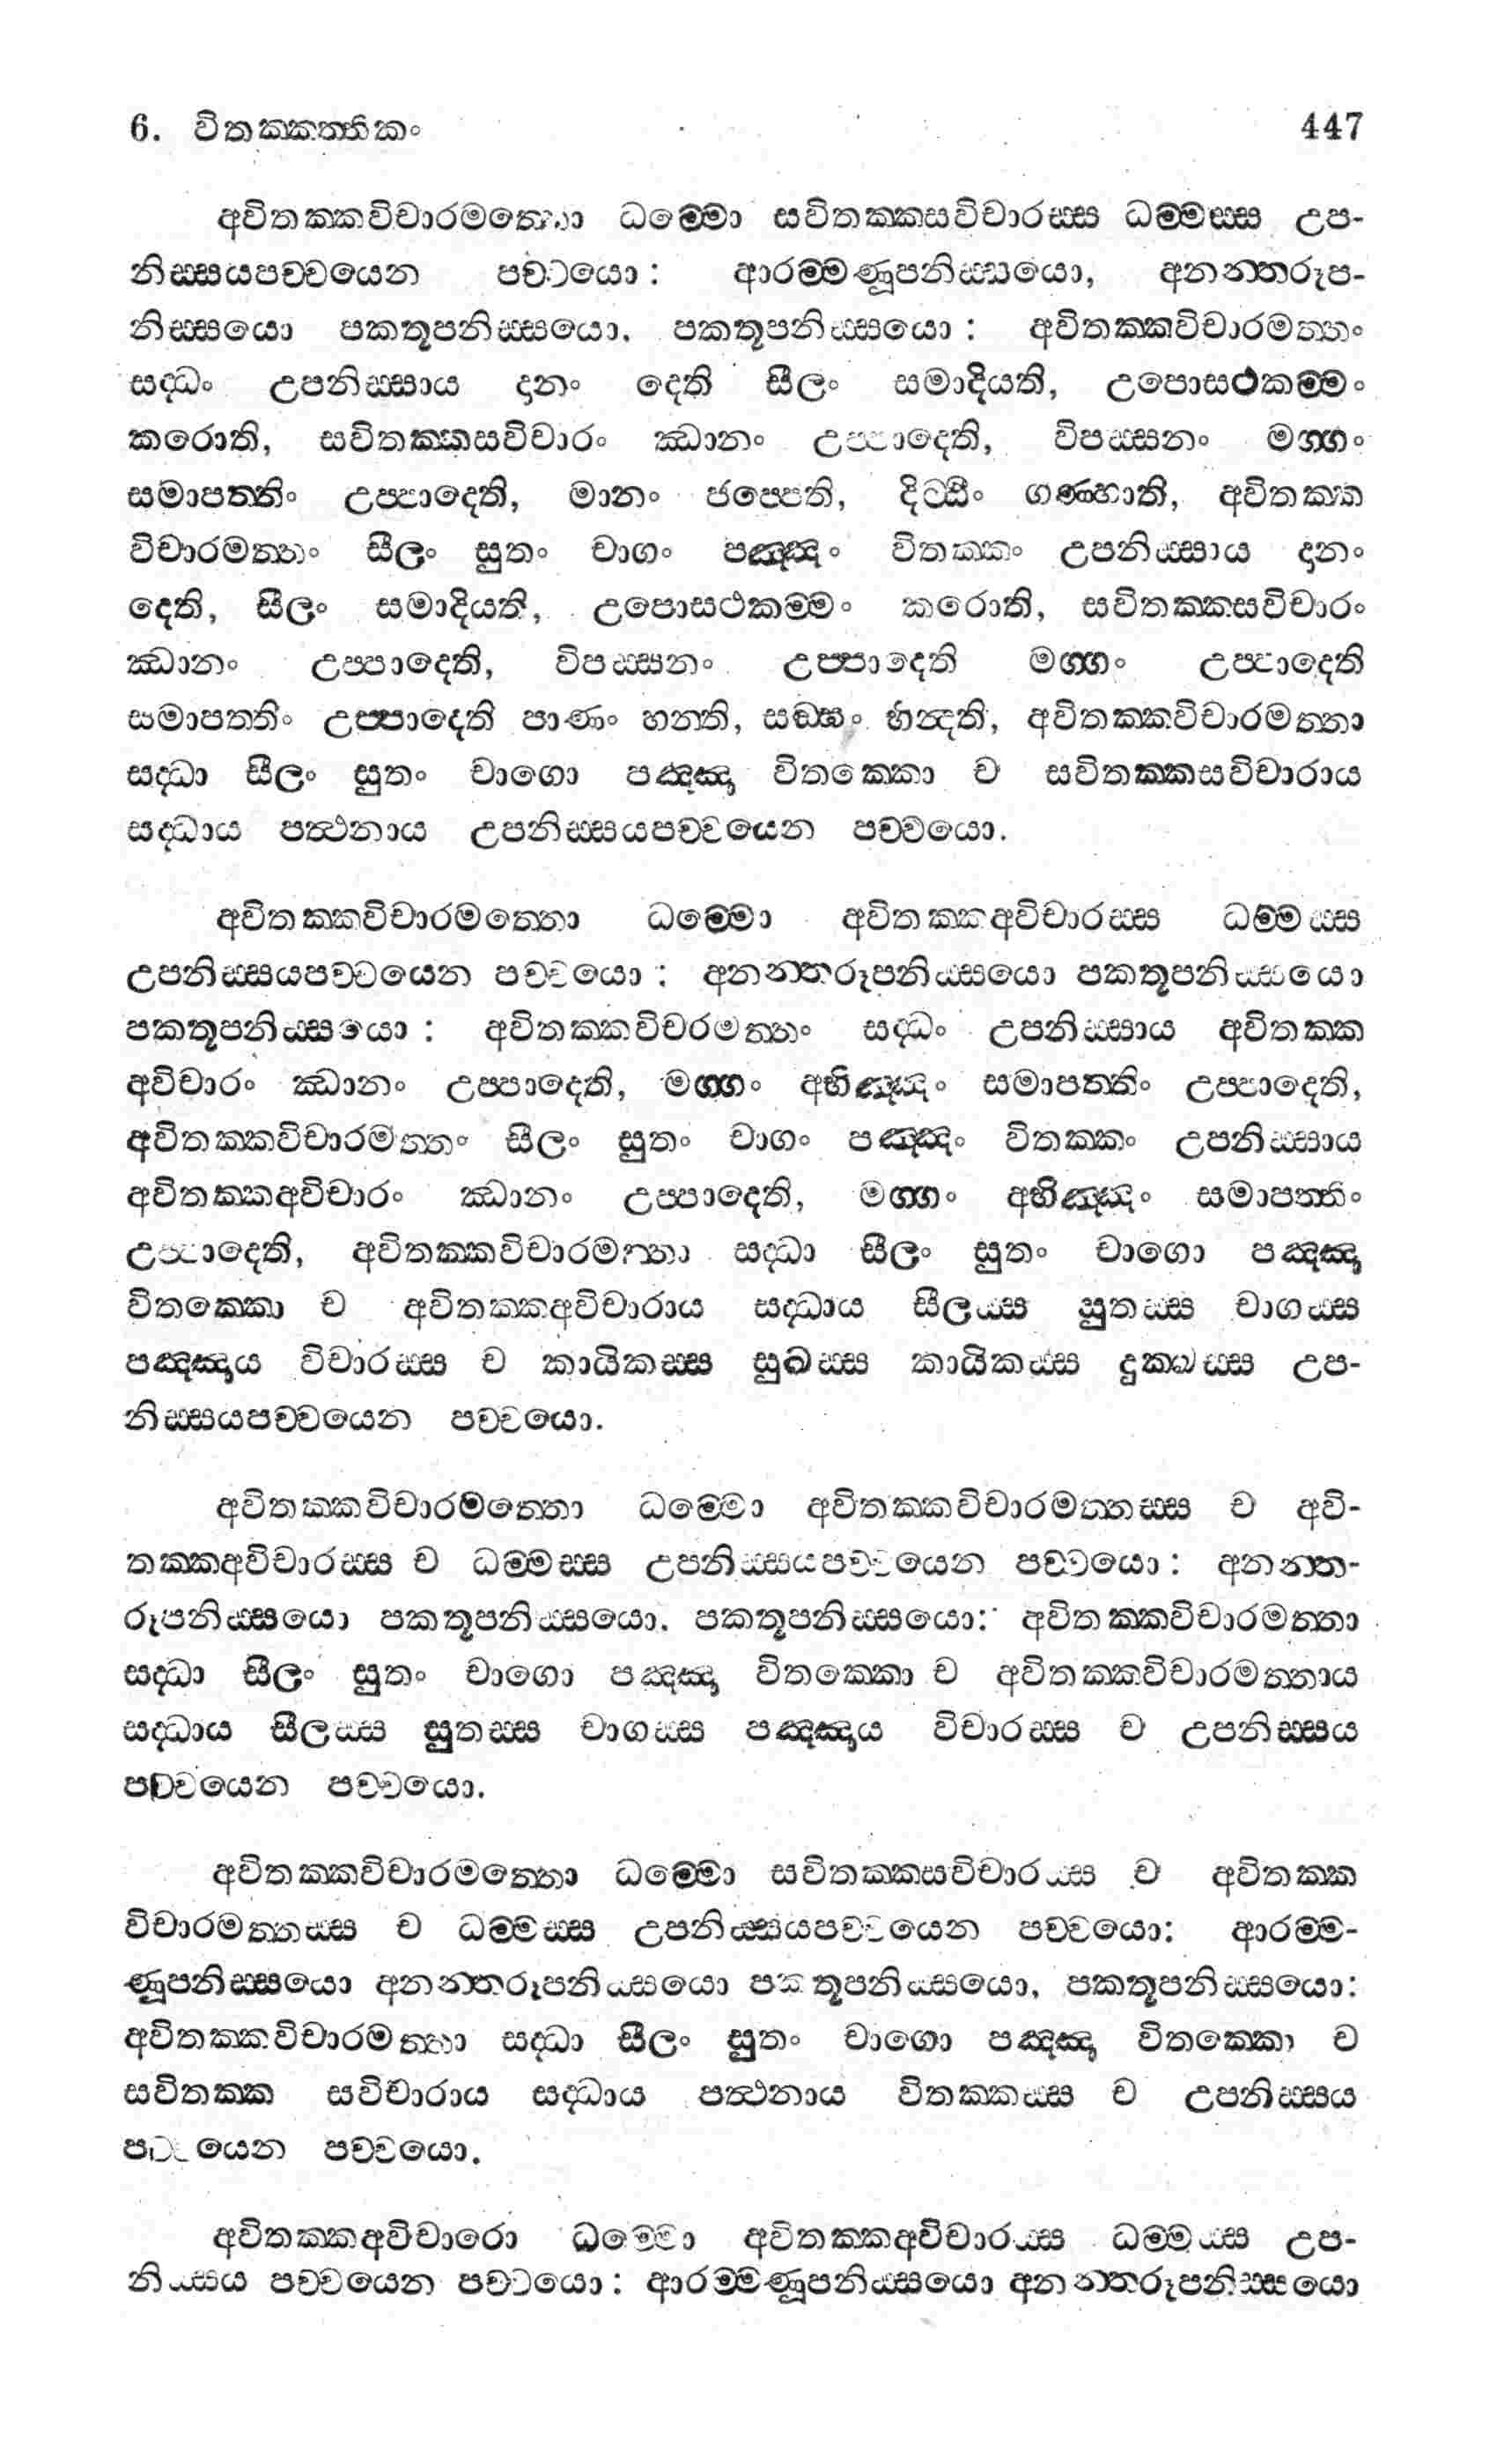 6. විතක්කත්තිකං 447
අවිතක්කවිචාරමත්තො ධම්මො සවිතක්කසවිචාරස්ස ධම්මස්ස උප-
නිස්සයපච්චයෙන පච්චයො : ආරම්මණූපනිස්සයො, අනන්තරූප-
නිස්සයො පකතූපනිස්සයො. පකතූපනිස්සයො : අවිතක්කවිචාරමත්තං
සද්ධං උපනිස්සාය දානං දෙති සීලං සමාදියති, උපොසථකම්මං
කරොති, සවිතක්කසවිචාරං ඣානං උප්පාදෙති, විපස්සනං මග්ගං
සමාපත්තිං උප්පාදෙති, මානං ජප්පෙති, දිට්ඨිං ගණ්හාති, අවිතක්ක
විචාරමත්තං සීලං සුතං චාගං පඤ්ඤං විතක්කං උපනිස්සාය දානං
දෙති, සීලං සමාදියති, උපොසථකම්මං කරොති, සවිතක්කසවිචාරං
ඣානං උප්පාදෙති, විපස්සනං උප්පාදෙති මග්ගං උප්පාදෙති
සමාපත්තිං උප්පාදෙති පාණං හන්ති, සඞ්ඝං භින්දති, අවිතක්කවිචාරමත්තා
සද්ධා සීලං සුතං චාගො පඤ්ඤා විතක්කො ච සවිතක්කසවිචාරාය
සද්ධාය පත්ථනාය උපනිස්සයපච්චයෙන පච්චයො.
අවිතක්කවිචාරමත්තො ධම්මො අවිතක්කඅවිචාරස්ස ධම්මස්ස
උපනිස්සයපච්චයෙන පච්චයො : අනන්තරූපනිස්සයො පකතූපනිස්සයො
පකතූපනිස්සයො : අවිතක්කවිචරමත්තං සද්ධං උපනිස්සාය අවිතක්ක
අවිචාරං ඣානං උප්පාදෙති, මග්ගං අභිඤ්ඤං සමාපත්තිං උප්පාදෙති,
අවිතක්කවිචාරමත්තං සීලං සුතං චාගං පඤ්ඤං විතක්කං උපනිස්සාය
අවිතක්කඅවිචාරං ඣානං උප්පාදෙති, මග්ගං අභිඤ්ඤං සමාපත්තිං
උප්පාදෙති, අවිතක්කවිචාරමත්තා සද්ධා සීලං සුතං චාගො පඤ්ඤා
විතක්කො ච අවිතක්කඅවිචාරාය සද්ධාය සීලස්ස සුතස්ස චාගස්ස
පඤ්ඤාය විචාරස්ස ච කායිකස්ස සුඛස්ස කායිකස්ස දුක්ඛස්ස උප-
නිස්සයපච්චයෙන පච්චයො.
අවිතක්කවිචාරමත්තො ධම්මො අවිතක්කවිචාරමත්තස්ස ච අවි-
තක්කඅවිචාරස්ස ච ධම්මස්ස උපනිස්සයපච්චයෙන පච්චයො : අනන්ත-
රූපනිස්සයො පකතූපනිස්සයො. පකතූපනිස්සයො: අවිතක්කවිචාරමත්තා
සද්ධා සීලං සුතං චාගො පඤ්ඤා විතක්කො ච අවිතක්කවිචාරමත්තාය
සද්ධාය සීලස්ස සුතස්ස චාගස්ස පඤ්ඤාය විචාරස්ස ච උපනිස්සය
පච්චයෙන පච්චයො.
අවිතක්කවිචාරමත්තො ධම්මො සවිතක්කසවිචාරස්ස ච අවිතක්ක
විචාරමත්තස්ස ච ධම්මස්ස උපනිස්සයපච්චයෙන පච්චයො: ආරම්ම-
ණූපනිස්සයො අනන්තරූපනිස්සයො පකතූපනිස්සයො, පකතූපනිස්සයො:
අවිතක්කවිචාරමත්තා සද්ධා සීලං සුතං චාගො පඤ්ඤා විතක්කො ච
සවිතක්ක සවිචාරාය සද්ධාය පත්ථනාය විතක්කස්ස ච උපනිස්සය
පච්චයෙන පච්චයො.
අවිතක්කඅවිචාරො ධම්මො අවිතක්කඅවිචාරස්ස ධම්මස්ස උප-
නිස්සය පච්චයෙන පච්චයො : ආරම්මණූපනිස්සයො අනන්තරූපනිස්සයො